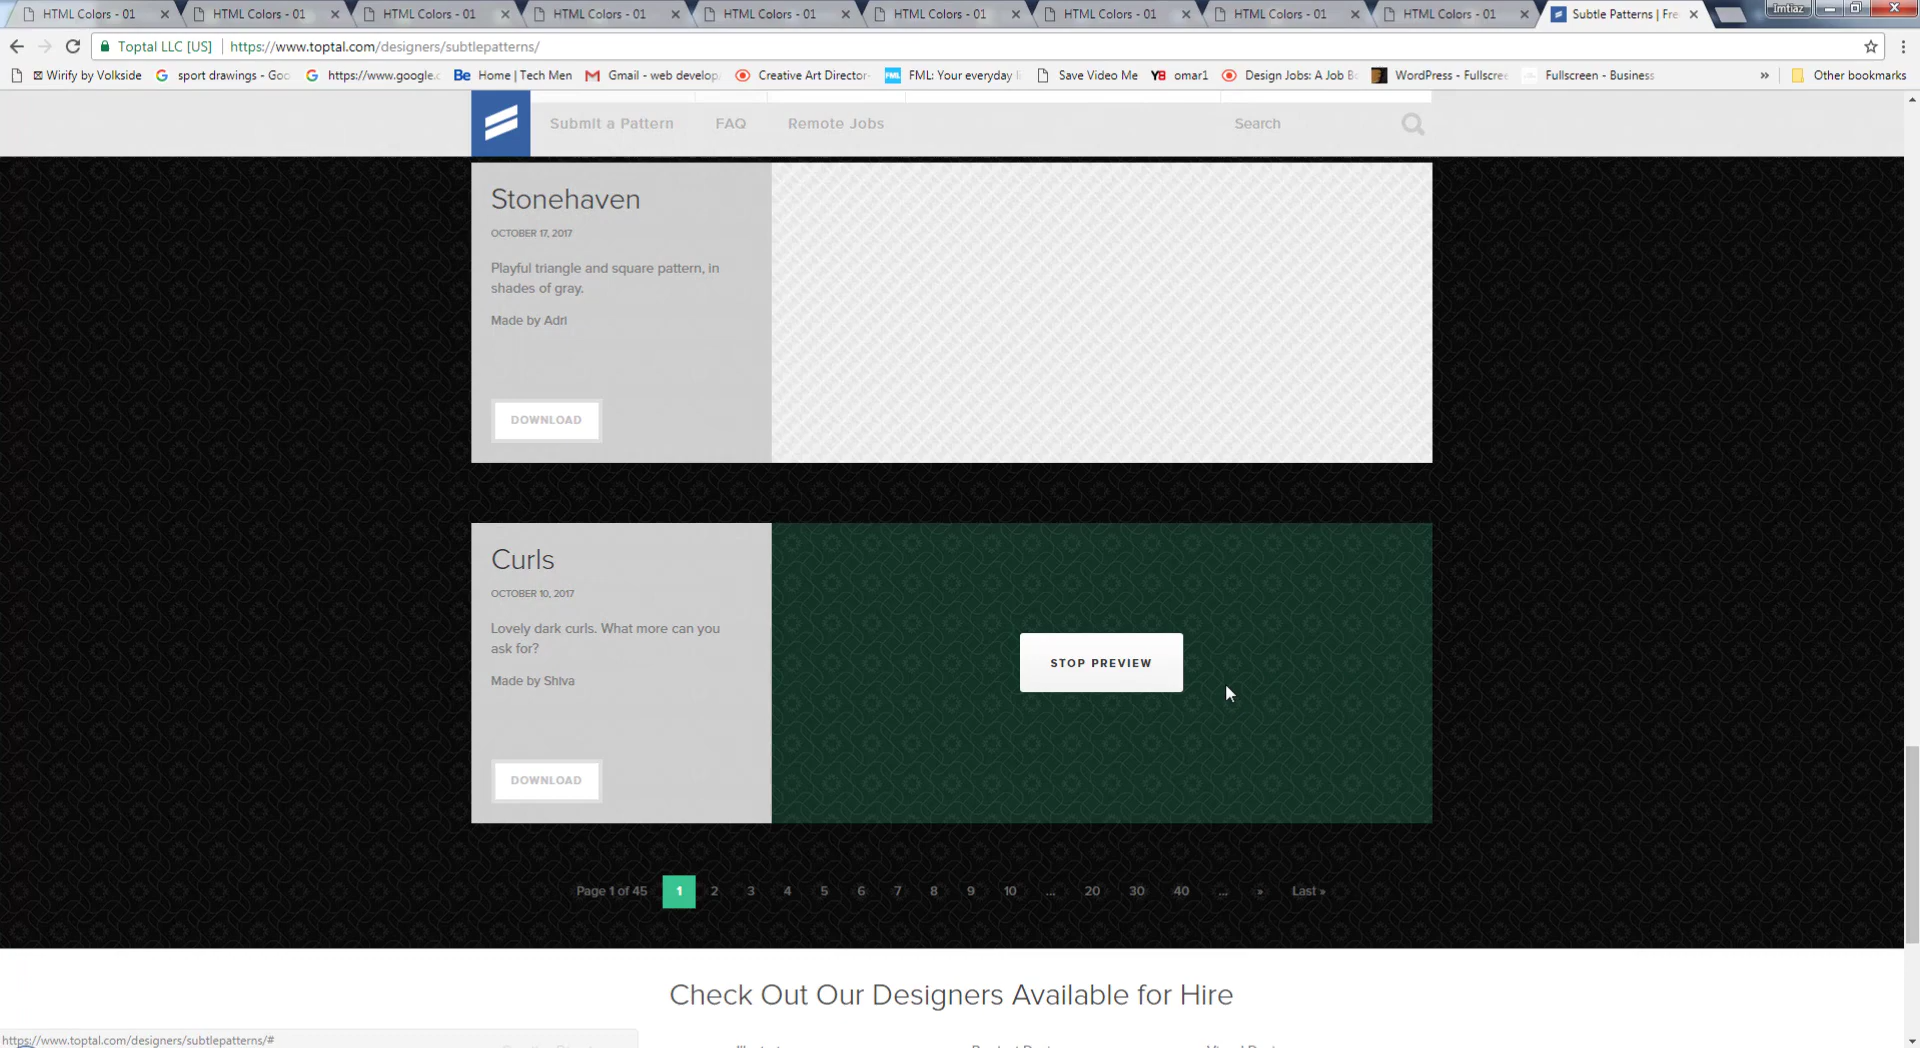 HTML Colors - 01 HTML Colors - 01 HTML Colors - 01 HTML Colors - 01 HTML Colors - 01 HTML Colors - 01 HTML Colors - 01 HTML Colors - 01 HTML Colors - 01 Subtle Patterns | Fre Imtiaz
Toptal LLC [US] https://www.toptal.com/designers/subtlepatterns/
Wirify by Volkside sport drawings - Goo https://www.google.c Be Home | Tech Men Gmail - web develop Creative Art Director FML FML: Your everyday l Save Video Me YB omar1 Design Jobs: A Job B WordPress - Fullscre Fullscreen - Business » Other bookmarks
Submit a Pattern FAQ Remote Jobs Search
Stonehaven
OCTOBER 17, 2017
Playful triangle and square pattern, in
shades of gray.
Made by Adri
DOWNLOAD
Curls
OCTOBER 10, 2017
Lovely dark curls. What more can you
ask for?
Made by Shiva
DOWNLOAD
STOP PREVIEW
Page 1 of 45 1 2 3 4 5 6 7 8 9 10 ... 20 30 40 ... » Last »
Check Out Our Designers Available for Hire
https://www.toptal.com/designers/subtlepatterns/#